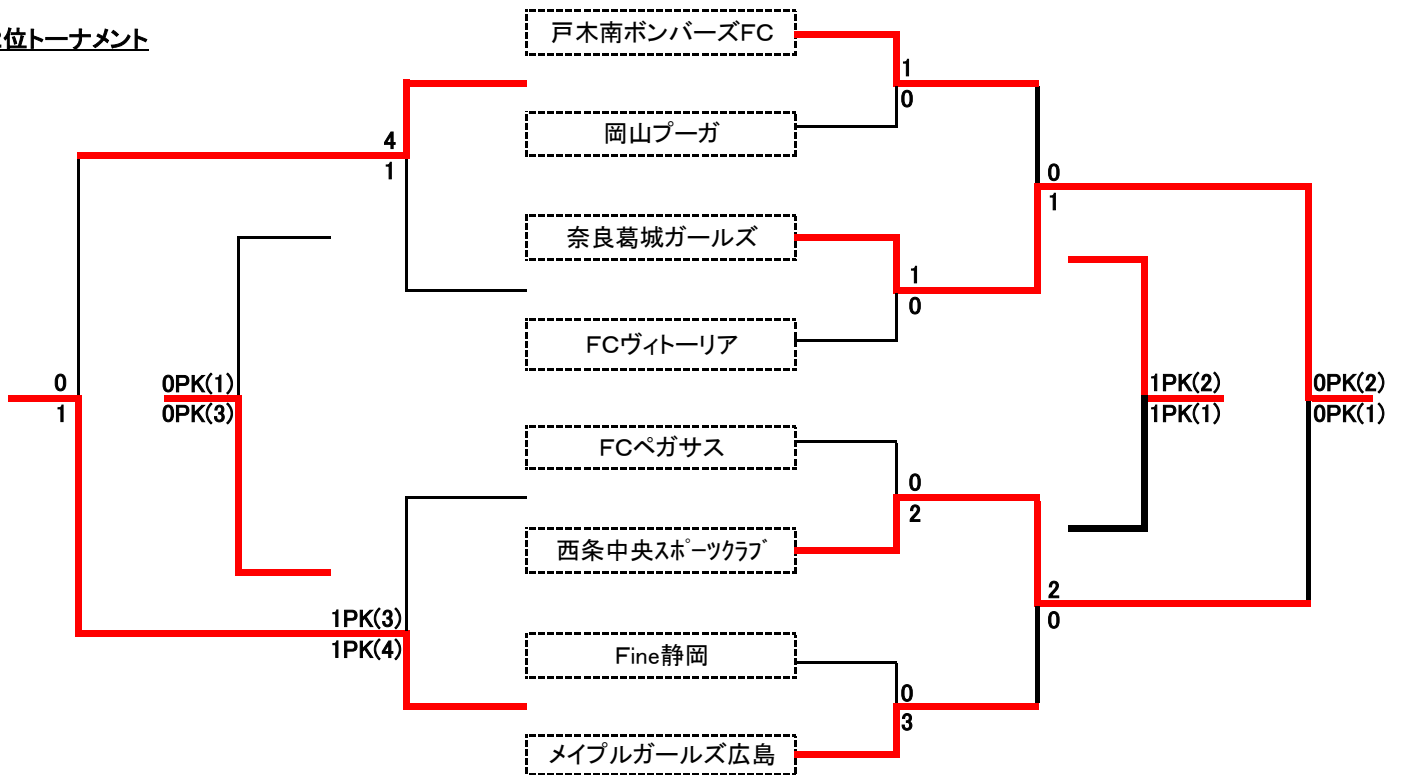 位トーナメント
戸木南ボンバーズFC
岡山プーガ
奈良葛城ガールズ
FCヴィトーリア
FCペガサス
西条中央ｽﾎﾟｰﾂｸﾗﾌﾞ
Fine静岡
メイプルガールズ広島
4
1
0
1
0PK(1)
0PK(3)
1PK(3)
1PK(4)
1
0
1
0
0
2
0
3
0
1
2
0
1PK(2)
1PK(1)
0PK(2)
0PK(1)